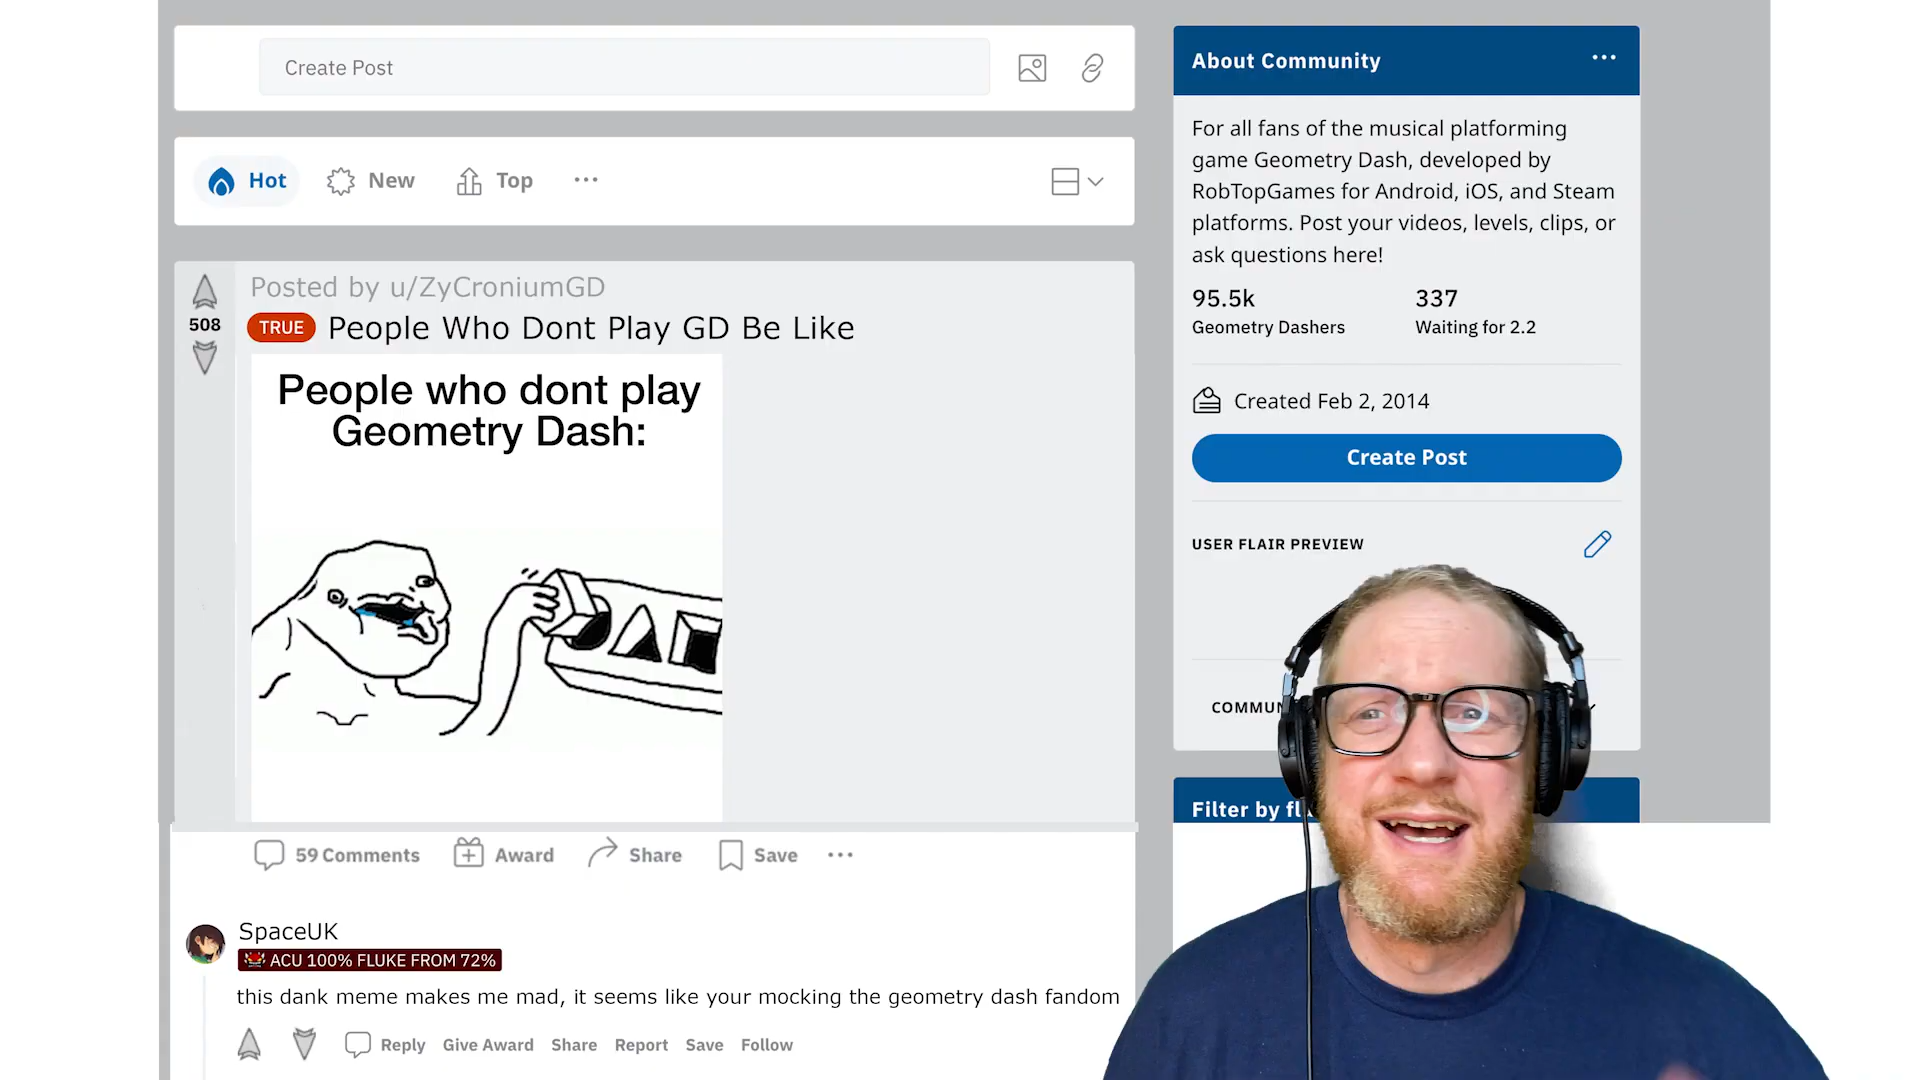 Create Post
Hot
New
Top
Posted by u/ZyCroniumGD
508
TRUE
People Who Dont Play GD Be Like
People who dont play
Geometry Dash:
59 Comments
Award
Share
Save
SpaceUK
ACU 100% FLUKE FROM 72%
this dank meme makes me mad, it seems like your mocking the geometry dash fandom
Reply
Give Award
Share
Report
Save
Follow
About Community
For all fans of the musical platforming
game Geometry Dash, developed by
RobTopGames for Android, iOS, and Steam
platforms. Post your videos, levels, clips, or
ask questions here!
95.5k
Geometry Dashers
337
Waiting for 2.2
Created Feb 2, 2014
Create Post
USER FLAIR PREVIEW
Filter by